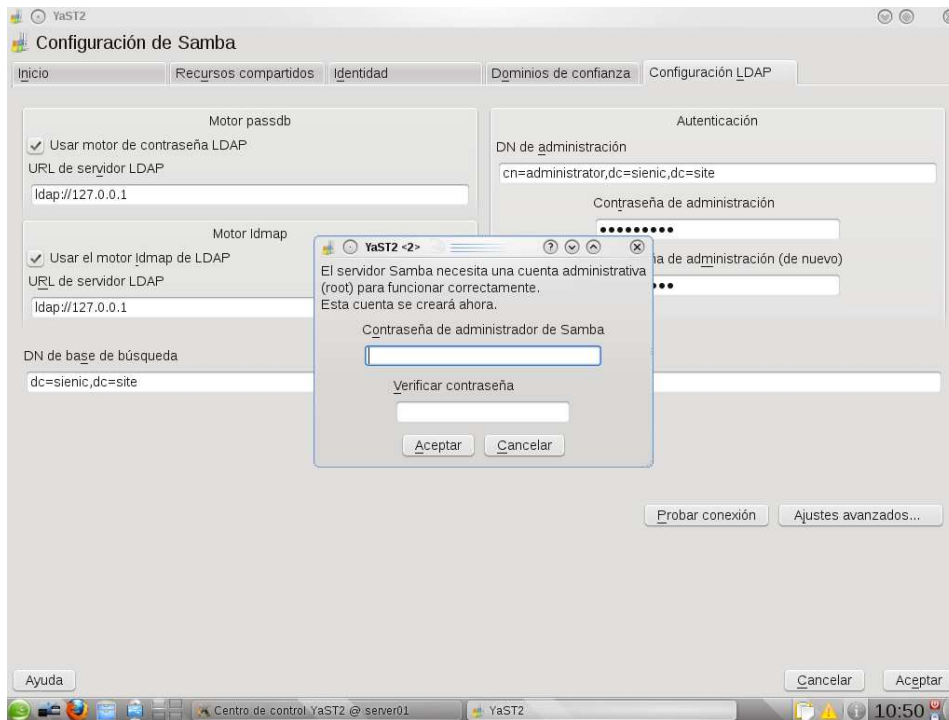 YaST2
Configuración de Samba
Inicio
Recursos compartidos
Identidad
Dominios de confianza
Configuración LDAP
Motor passdb
Usar motor de contraseña LDAP
URL de servidor LDAP
ldap://127.0.0.1
Motor Idmap
Usar el motor Idmap de LDAP
URL de servidor LDAP
ldap://127.0.0.1
Autenticación
DN de administración
cn=administrator,dc=sienic,dc=site
Contraseña de administración
•••••••••
ña de administración (de nuevo)
•••
DN de base de búsqueda
dc=sienic,dc=site
YaST2 <2>
El servidor Samba necesita una cuenta administrativa
(root) para funcionar correctamente.
Esta cuenta se creará ahora.
Contraseña de administrador de Samba
Verificar contraseña
Aceptar
Cancelar
Probar conexión
Ajustes avanzados...
Ayuda
Cancelar
Aceptar
Centro de control YaST2 @ server01
YaST2
10:50